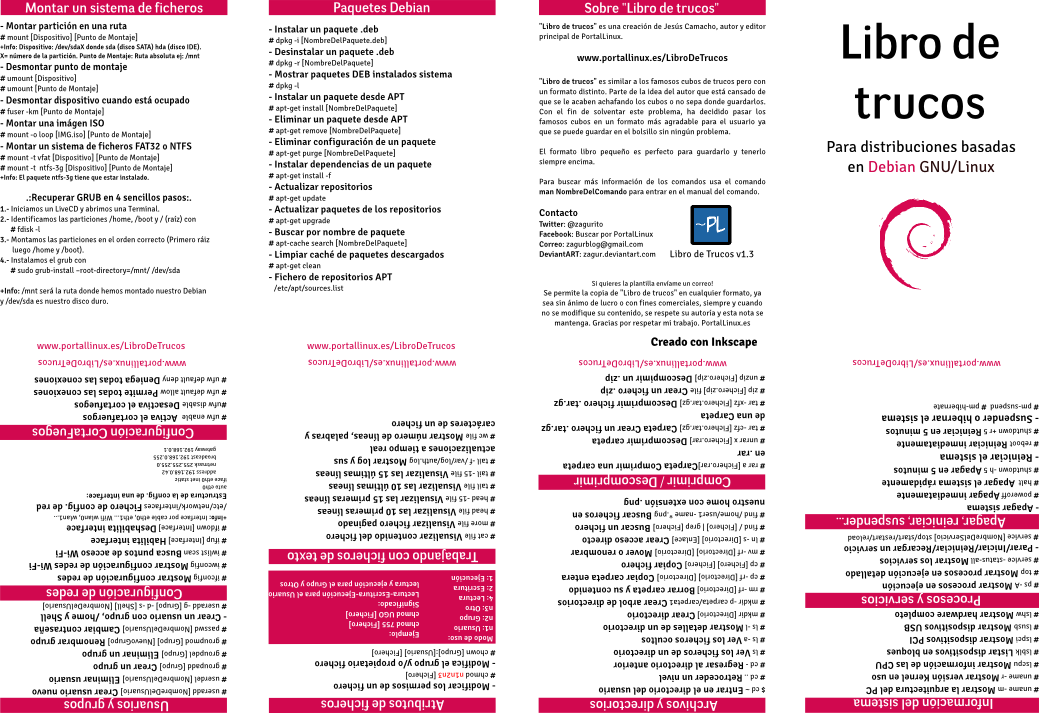 Montar un sistema de ficheros
- Montar partición en una ruta
# mount [Dispositivo] [Punto de Montaje]
+Info: Dispositivo: /dev/sdaX donde sda (disco SATA) hda (disco IDE).
X= número de la partición. Punto de Montaje: Ruta absoluta ej: /mnt
- Desmontar punto de montaje
# umount [Dispositivo]
# umount [Punto de Montaje]
- Desmontar dispositivo cuando está ocupado
# fuser -km [Punto de Montaje]
- Montar una imágen ISO
# mount -o loop [IMG.iso] [Punto de Montaje]
- Montar un sistema de ficheros FAT32 o NTFS
# mount -t vfat [Dispositivo] [Punto de Montaje]
# mount -t ntfs-3g [Dispositivo] [Punto de Montaje]
+Info: El paquete ntfs-3g tiene que estar instalado.
.:Recuperar GRUB en 4 sencillos pasos:.
1.- Iniciamos un LiveCD y abrimos una Terminal.
2.- Identificamos las particiones /home, /boot y / (raíz) con
# fdisk -l
3.- Montamos las particiones en el orden correcto (Primero ráiz
luego /home y /boot).
4.- Instalamos el grub con
# sudo grub-install --root-directory=/mnt/ /dev/sda
+Info: /mnt será la ruta donde hemos montado nuestro Debian
y /dev/sda es nuestro disco duro.
www.portallinux.es/LibroDeTrucos
Paquetes Debian
- Instalar un paquete .deb
# dpkg -i [NombreDelPaquete.deb]
- Desinstalar un paquete .deb
# dpkg -r [NombreDelPaquete]
- Mostrar paquetes DEB instalados sistema
# dpkg -l
- Instalar un paquete desde APT
# apt-get install [NombreDelPaquete]
- Eliminar un paquete desde APT
# apt-get remove [NombreDelPaquete]
- Eliminar configuración de un paquete
# apt-get purge [NombreDelPaquete]
- Instalar dependencias de un paquete
# apt-get install -f
- Actualizar repositorios
# apt-get update
- Actualizar paquetes de los repositorios
# apt-get upgrade
- Buscar por nombre de paquete
# apt-cache search [NombreDelPaquete]
- Limpiar caché de paquetes descargados
# apt-get clean
- Fichero de repositorios APT
/etc/apt/sources.list
www.portallinux.es/LibroDeTrucos
Sobre "Libro de trucos"
"Libro de trucos" es una creación de Jesús Camacho, autor y editor
principal de PortalLinux.
www.portallinux.es/LibroDeTrucos
"Libro de trucos" es similar a los famosos cubos de trucos pero con
un formato distinto. Parte de la idea del autor que está cansado de
que se le acaben achafando los cubos o no sepa donde guardarlos.
Con el fin de solventar este problema, ha decidido pasar los
famosos cubos en un formato más agradable para el usuario ya
que se puede guardar en el bolsillo sin ningún problema.
El formato libro pequeño es perfecto para guardarlo y tenerlo
siempre encima.
Para buscar más información de los comandos usa el comando
man NombreDelComando para entrar en el manual del comando.
Contacto
Twitter: @zagurito
Facebook: Buscar por PortalLinux
Correo: zagurblog@gmail.com
DeviantART: zagur.deviantart.com
~PL
Libro de Trucos v1.3
Si quieres la plantilla envíame un correo!
Se permite la copia de "Libro de trucos" en cualquier formato, ya
sea sin ánimo de lucro o con fines comerciales, siempre y cuando
no se modifique su contenido, se respete su autoria y esta nota se
mantenga. Gracias por respetar mi trabajo. PortalLinux.es
Creado con Inkscape
Libro de
trucos
Para distribuciones basadas
en Debian GNU/Linux
Información del sistema
# uname -m Mostrar la arquitectura del PC
# uname -r Mostrar versión Kernel en uso
# lscpu Mostrar información de las CPU
# lsblk Listar dispositivos en bloques
# lspci Mostrar dispositivos PCI
# lsusb Mostrar dispositivos USB
# lshw Mostrar hardware completo
Procesos y servicios
# ps -A Mostrar procesos en ejecución
# top Mostrar procesos en ejecución detallado
# service -status-all Mostrar los servicios
- Parar/Iniciar/Reiniciar/Recargar un servicio
# service [NombreDelServicio] stop/start/restart/reload
Apagar, reiniciar, suspender...
- Apagar sistema
# poweroff Apagar inmediatamente
# halt Apagar el sistema rápidamente
# shutdown -h 5 Apagar en 5 minutos
- Reiniciar el sistema
# reboot Reiniciar inmediatamente
# shutdown +r 5 Reiniciar en 5 minutos
- Suspender o hibernar el sistema
# pm-suspend # pm-hibernate
www.portallinux.es/LibroDeTrucos
Archivos y directorios
$ cd ~ Entrar en el directorio del usuario
# cd .. Retroceder un nivel
# cd - Regresar al directorio anterior
# ls Ver los ficheros de un directorio
# ls -a Ver los ficheros ocultos
# ls -l Mostrar detalles de un directorio
# mkdir [Directorio] Crear directorio
# mkdir -p carpeta/carpeta2 Crear arbol de directorios
# rm -rf [Directorio] Borrar carpeta y su contenido
# cp -rf [Directorio] [Directorio] Copiar carpeta entera
# cp [Fichero] [Fichero] Copiar fichero
# mv -rf [Directorio] [Directorio] Mover o renombrar
# ln -s [Directorio] [Enlace] Crear acceso directo
# find / [Fichero] | grep [Fichero] Buscar un fichero
# find /home/user1 -name '*.png Buscar ficheros en
nuestro home con extensión .png
Comprimir / Descomprimir
# rar a [Fichero.rar]Carpeta Comprimir una carpeta
en .rar
# unrar x [Fichero.rar] Descomprimir carpeta
# tar -cfz [Fichero.tar.gz] Carpeta Crear un fichero .tar.gz
de una Carpeta
# tar -xfz [Fichero.tar.gz] Descomprimir fichero .tar.gz
# zip [Fichero.zip] file Crear un fichero .zip
# unzip [Fichero.zip] Descomprimir un .zip
www.portallinux.es/LibroDeTrucos
Atributos de ficheros
- Modificar los permisos de un fichero
# chmod n1n2n3 [Fichero]
- Modifica el grupo y/o propietario fichero
# chown [Grupo]:[Usuario] [Fichero]
Modo de uso:
n1: Usuario
n2: Grupo
n3: Otro
4: Lectura
2: Escritura
1: Ejecución
Ejemplo:
chmod 755 [Fichero]
chmod UGO [Fichero]
Significado:
Lectura-Escritura-Ejecución para el Usuario
Lectura y ejecución para el Grupo y Otros
Trabajando con ficheros de texto
# cat file Visualizar contenido del fichero
# more file Visualizar fichero paginado
# head file Visualizar las 10 primeras líneas
# head -15 file Visualizar las 15 primeras líneas
# tail file Visualizar las 10 últimas líneas
# tail -15 file Visualizar las 15 últimas líneas
# tail -f /var/log/auth.log Mostrar log y sus
actualizaciones a tiempo real
# wc file Mostrar número de líneas, palabras y
caracteres de un fichero
Usuarios y grupos
# useradd [NombreDelUsuario] Crear usuario nuevo
# userdel [NombreDelUsuario] Eliminar usuario
# groupadd [Grupo] Crear un grupo
# groupdel [Grupo] Eliminar un grupo
# groupmod [Grupo] [NuevoGrupo] Renombrar grupo
# passwd [NombreDelUsuario] Cambiar contraseña
- Crear un usuario con grupo, /home y Shell
# useradd -g [Grupo] -d -s [Shell] [NombreDelUsuario]
Configuración de redes
# ifconfig Mostrar configuración de redes
# iwconfig Mostrar configuración de redes Wi-Fi
# iwlist scan Busca puntos de acceso Wi-Fi
# ifup [Interface] Habilita interface
# ifdown [Interface] Deshabilita interface
+Info: Interface por cable eth0, eth1... Wifi wlan0, wlan1...
/etc/network/interfaces Fichero de config. de red
Estructura de la config. de una interface:
auto eth0
iface eth0 inet static
address 192.168.0.42
netmask 255.255.255.0
broadcast 192.168.0.255
gateway 192.168.0.1
Configuración CortaFuegos
# ufw enable Activa el cortafuegos
#ufw disable Desactiva el cortafuegos
# ufw default allow Permite todas las conexiones
# ufw default deny Deniega todas las conexiones
www.portallinux.es/LibroDeTrucos